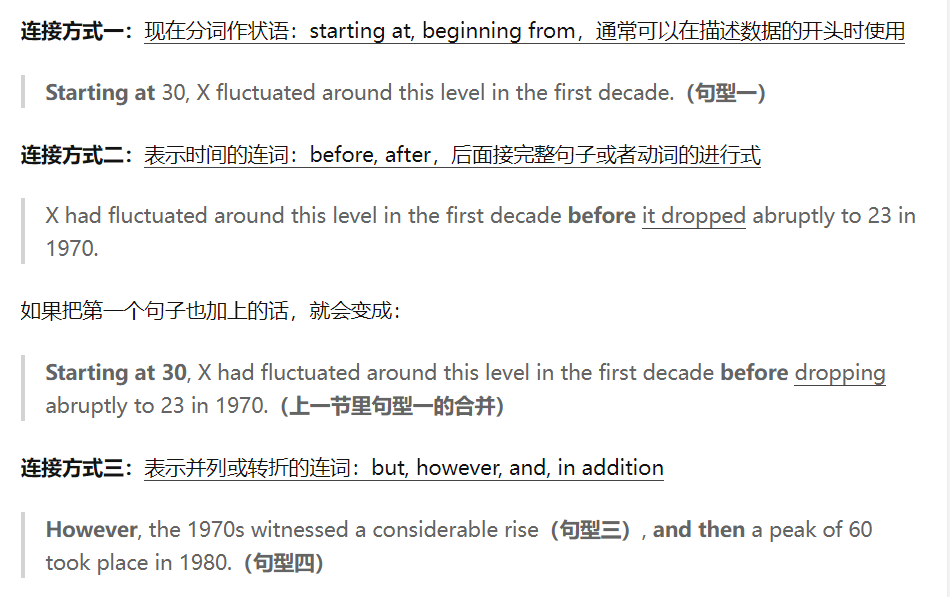 连接方式一：现在分词作状语：starting at, beginning from，通常可以在描述数据的开头时使用
Starting at 30, X fluctuated around this level in the first decade.（句型一）
连接方式二：表示时间的连词：before, after，后面接完整句子或者动词的进行式
X had fluctuated around this level in the first decade before it dropped abruptly to 23 in
1970.
如果把第一个句子也加上的话，就会变成：
Starting at 30, X had fluctuated around this level in the first decade before dropping
abruptly to 23 in 1970.（上一节里句型一的合并）
连接方式三：表示并列或转折的连词：but, however, and, in addition
However, the 1970s witnessed a considerable rise（句型三）, and then a peak of 60
took place in 1980.（句型四）